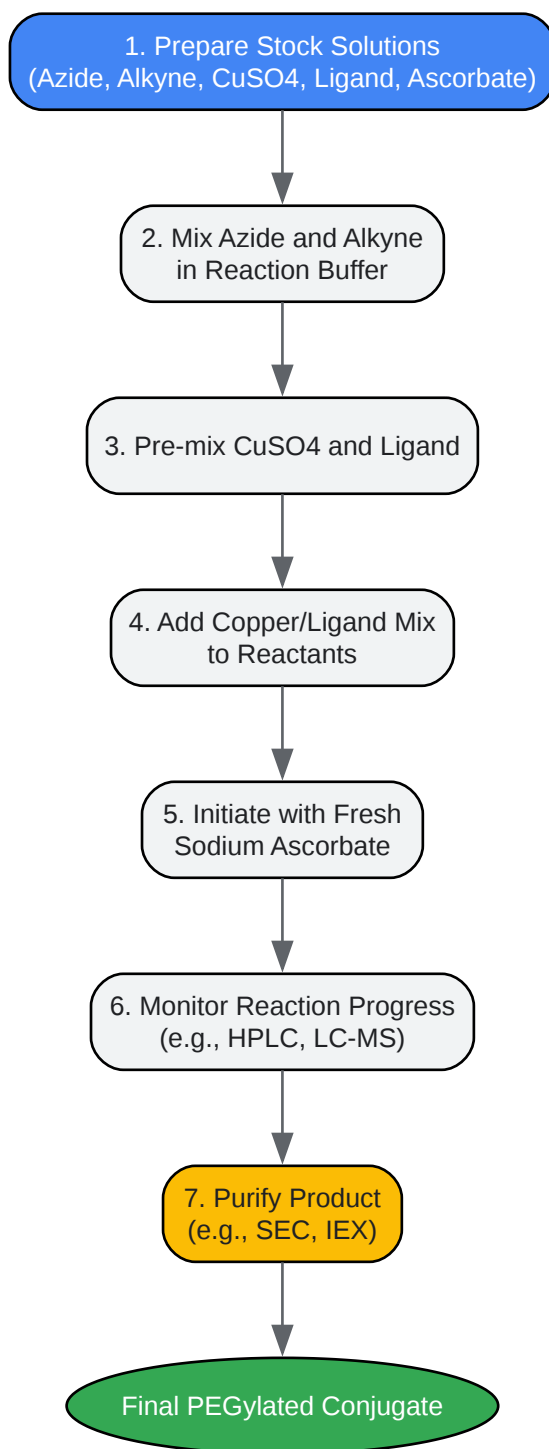 1. Prepare Stock Solutions
(Azide, Alkyne, CuSO4, Ligand, Ascorbate)
2. Mix Azide and Alkyne
in Reaction Buffer
3. Pre-mix CuSO4 and Ligand
4. Add Copper/Ligand Mix
to Reactants
5. Initiate with Fresh
Sodium Ascorbate
6. Monitor Reaction Progress
(e.g., HPLC, LC-MS)
7. Purify Product
(e.g., SEC, IEX)
Final PEGylated Conjugate